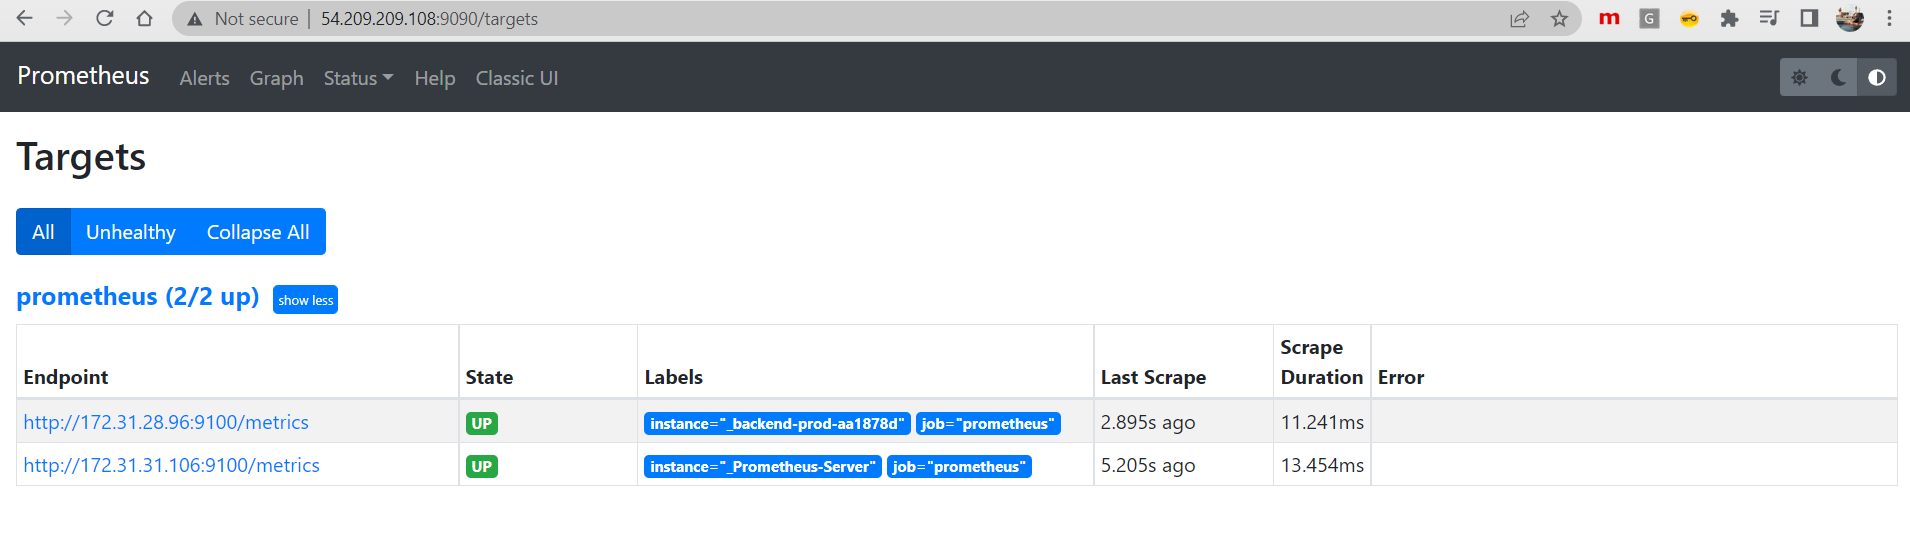 Not secure | 54.209.209.108:9090/targets
m G
Prometheus Alerts Graph Status Help Classic UI
Targets
All Unhealthy Collapse All
prometheus (2/2 up) show less
Endpoint State Labels Last Scrape Scrape Duration Error
http://172.31.28.96:9100/metrics UP instance="_backend-prod-aa1878d" job="prometheus" 2.895s ago 11.241ms
http://172.31.31.106:9100/metrics UP instance="_Prometheus-Server" job="prometheus" 5.205s ago 13.454ms